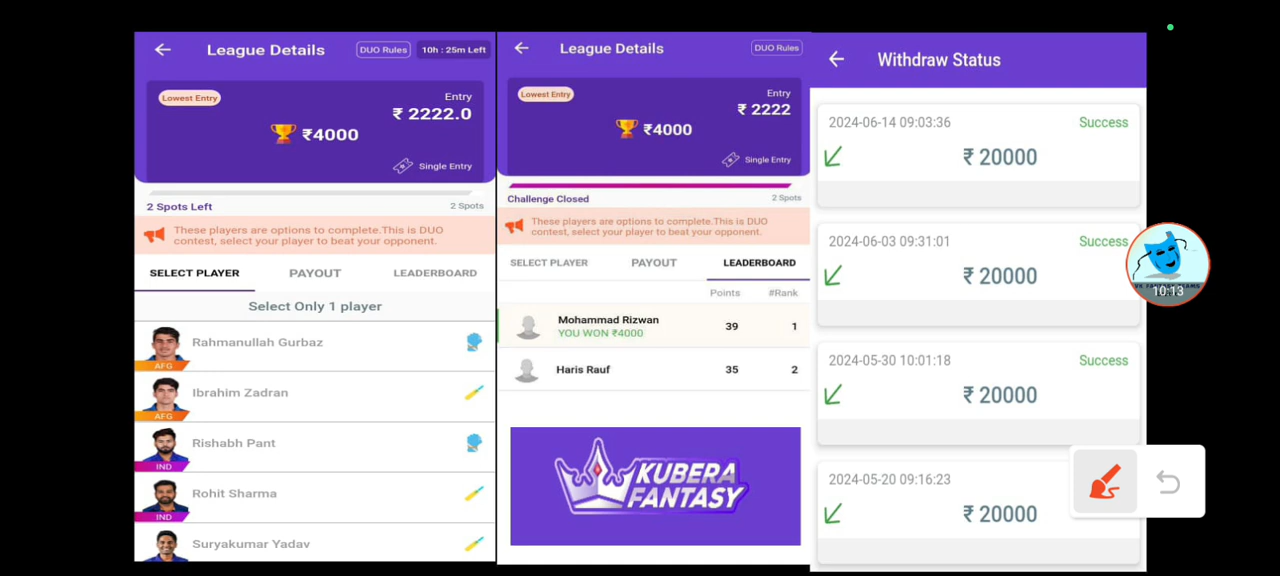 League Details
DUO Rules
10h : 25m Left
Lowest Entry
Entry
₹ 2222.0
₹4000
Single Entry
2 Spots Left
2 Spots
These players are options to complete.This is DUO
contest, select your player to beat your opponent.
SELECT PLAYER PAYOUT LEADERBOARD
Select Only 1 player
Rahmanullah Gurbaz
AFG
Ibrahim Zadran
AFG
Rishabh Pant
IND
Rohit Sharma
IND
Suryakumar Yadav
League Details
DUO Rules
Lowest Entry
Entry
₹ 2222
₹4000
Single Entry
Challenge Closed
2 Spots
These players are options to complete.This is DUO
contest, select your player to beat your opponent.
SELECT PLAYER PAYOUT LEADERBOARD
Points #Rank
Mohammad Rizwan
YOU WON ₹4000
39 1
Haris Rauf 35 2
KUBERA
FANTASY
Withdraw Status
2024-06-14 09:03:36 Success
₹ 20000
2024-06-03 09:31:01 Success
₹ 20000
2024-05-30 10:01:18 Success
₹ 20000
2024-05-20 09:16:23
₹ 20000
10:13